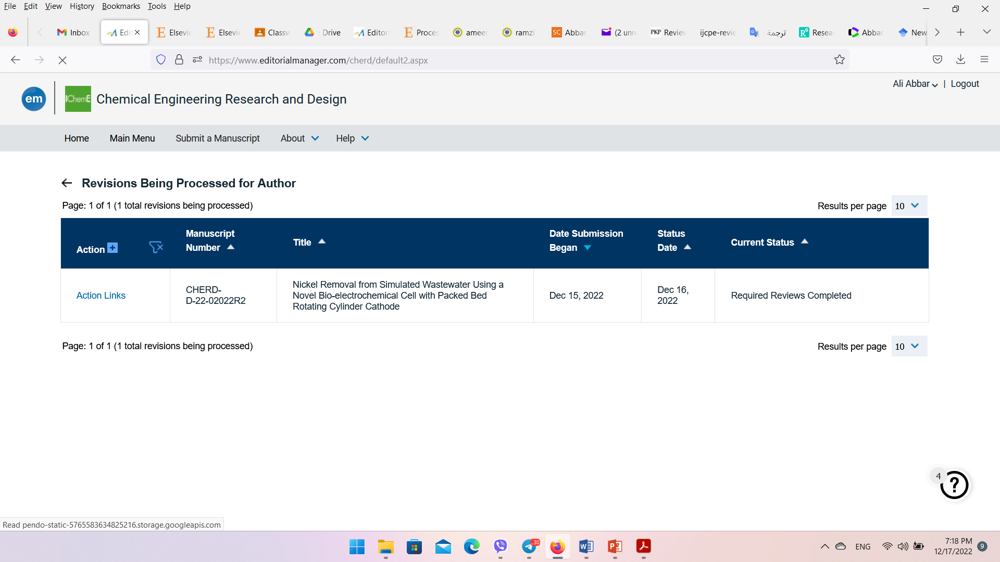 File Edit View History Bookmarks Tools Help
Inbox
Edit
Elsevie
Elsevie
Classw
Drive
Editor
Proces
ameer
ramzi
SC Abbar
(2 unre
PKP Review
ijcpe-revie
ترجمة
R⁶ Resear
Abbar
New
https://www.editorialmanager.com/cherd/default2.aspx
Ali Abbar | Logout
em
IChemE
Chemical Engineering Research and Design
Home Main Menu Submit a Manuscript About Help
Revisions Being Processed for Author
Page: 1 of 1 (1 total revisions being processed)
Results per page 10
Action
Manuscript
Number
Title
Date Submission
Began
Status
Date
Current Status
Action Links
CHERD-
D-22-02022R2
Nickel Removal from Simulated Wastewater Using a
Novel Bio-electrochemical Cell with Packed Bed
Rotating Cylinder Cathode
Dec 15, 2022
Dec 16,
2022
Required Reviews Completed
Page: 1 of 1 (1 total revisions being processed)
Results per page 10
4
?
Read pendo-static-5765583634825216.storage.googleapis.com
30
ENG
7:18 PM
12/17/2022
9